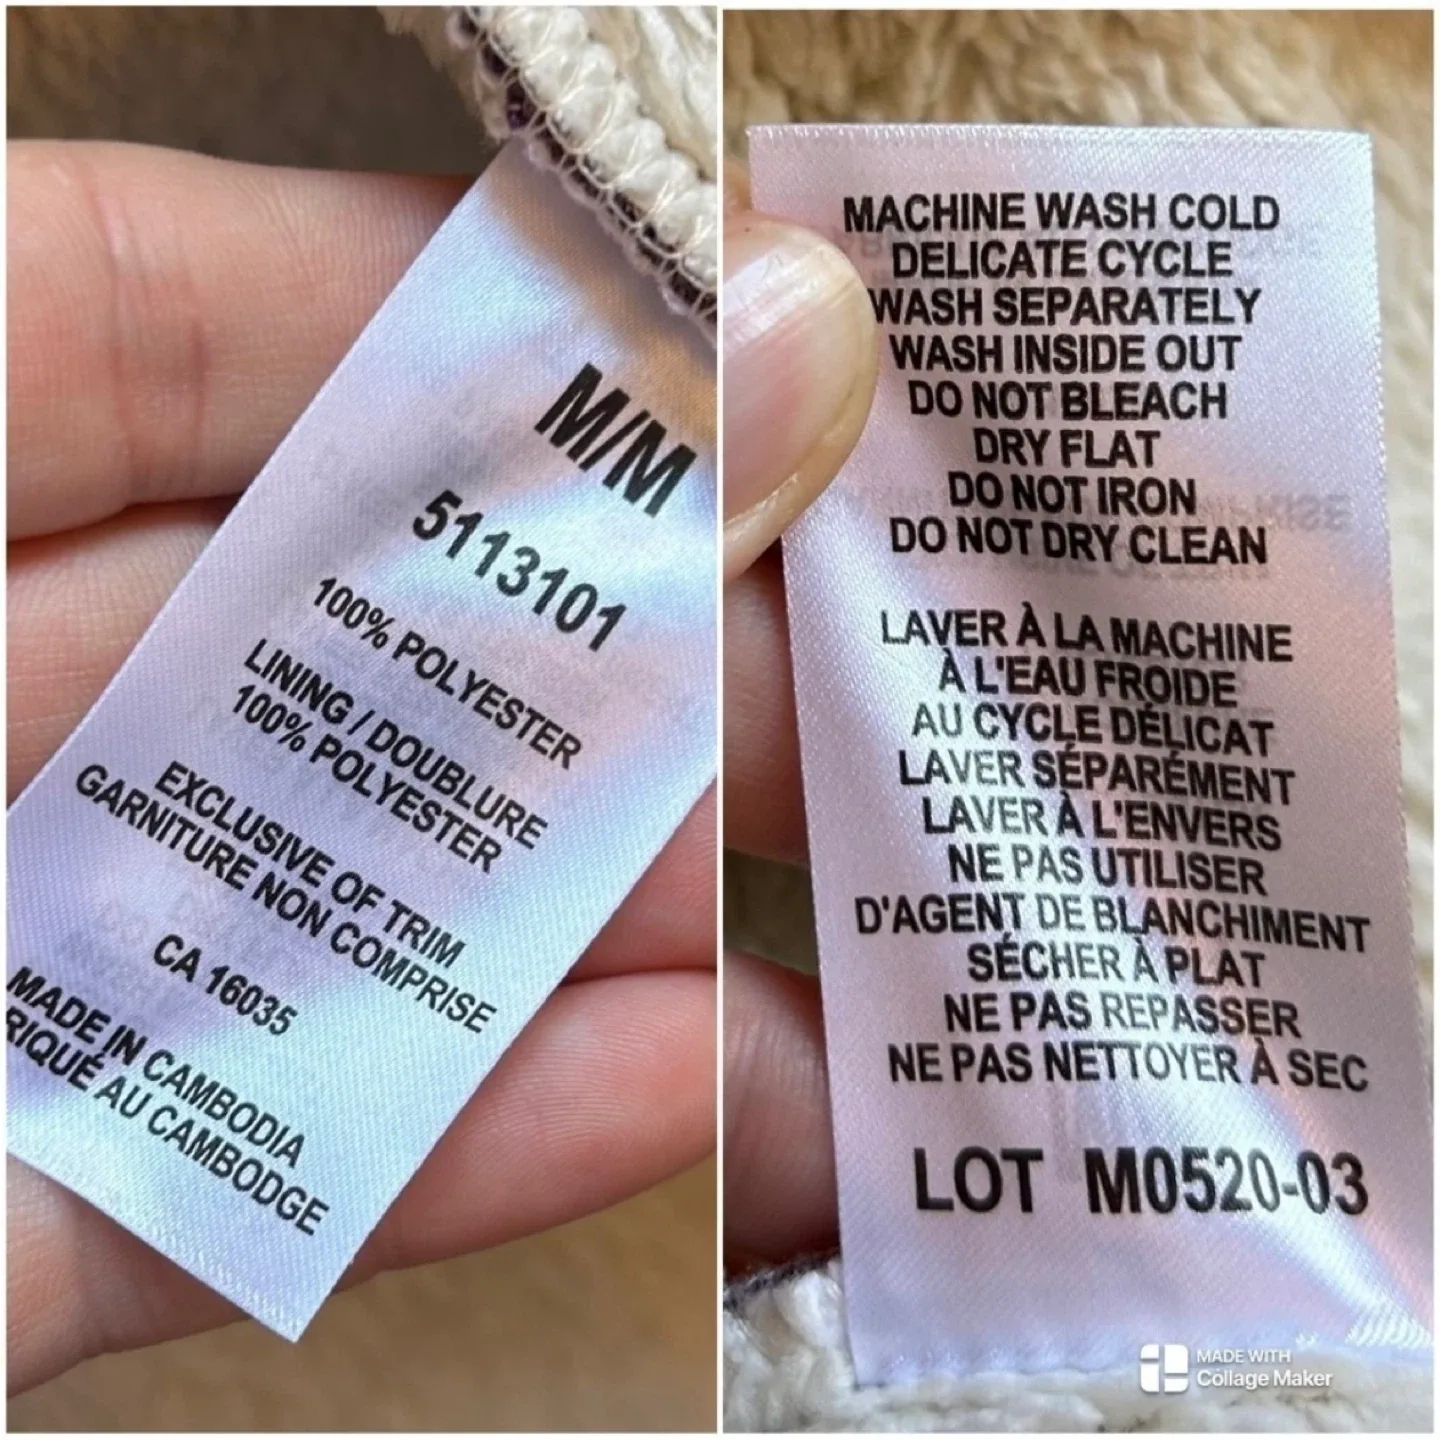 M/M
5113101
100% POLYESTER
LINING / DOUBLURE
100% POLYESTER
EXCLUSIVE OF TRIM
GARNITURE NON COMPRISE
CA 16035
MADE IN CAMBODIA
RIQUÉ AU CAMBODGE
MACHINE WASH COLD
DELICATE CYCLE
WASH SEPARATELY
WASH INSIDE OUT
DO NOT BLEACH
DRY FLAT
DO NOT IRON
DO NOT DRY CLEAN
LAVER À LA MACHINE
À L'EAU FROIDE
AU CYCLE DÉLICAT
LAVER SÉPARÉMENT
LAVER À L'ENVERS
NE PAS UTILISER
D'AGENT DE BLANCHIMENT
SÉCHER À PLAT
NE PAS REPASSER
NE PAS NETTOYER À SEC
LOT M0520-03
MADE WITH
Collage Maker